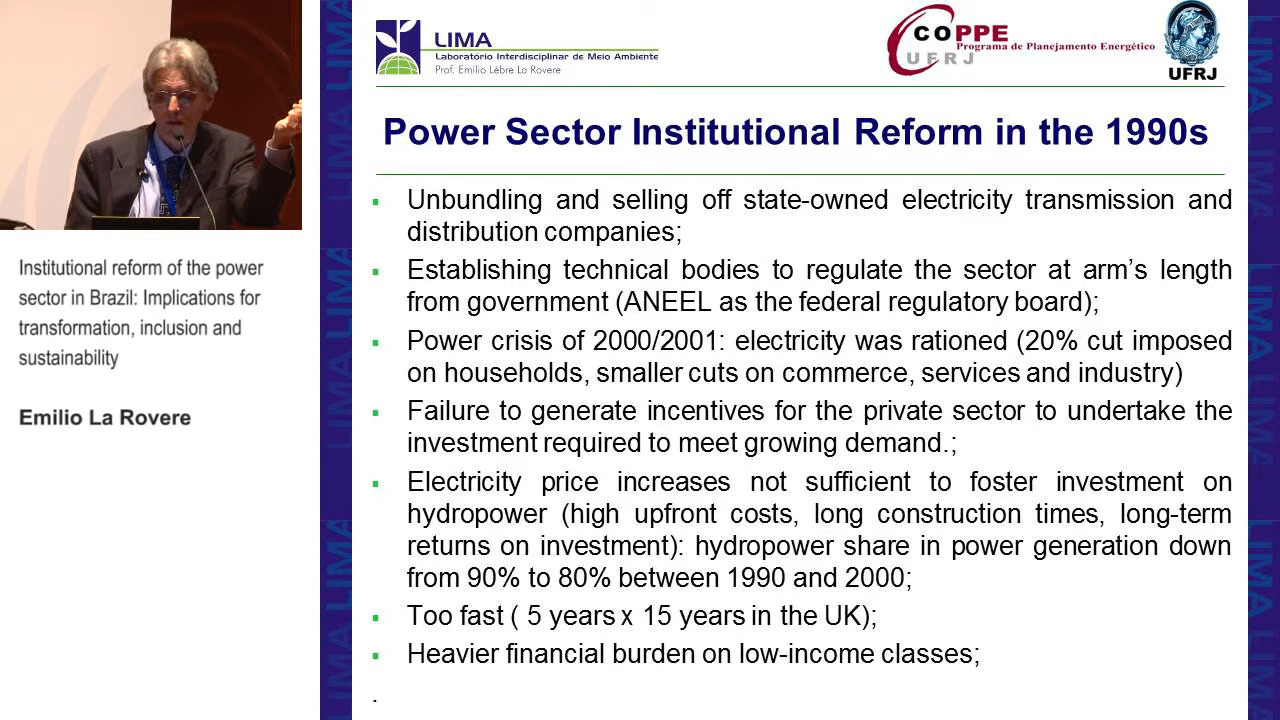 LIMA
Laboratório Interdisciplinar de Meio Ambiente
Prof. Emilio Lèbre La Rovere
COPPE
UFRJ
Programa de Planejamento Energético
UFRJ
Power Sector Institutional Reform in the 1990s
▪ Unbundling and selling off state-owned electricity transmission and
distribution companies;
▪ Establishing technical bodies to regulate the sector at arm’s length
from government (ANEEL as the federal regulatory board);
▪ Power crisis of 2000/2001: electricity was rationed (20% cut imposed
on households, smaller cuts on commerce, services and industry)
▪ Failure to generate incentives for the private sector to undertake the
investment required to meet growing demand.;
▪ Electricity price increases not sufficient to foster investment on
hydropower (high upfront costs, long construction times, long-term
returns on investment): hydropower share in power generation down
from 90% to 80% between 1990 and 2000;
▪ Too fast ( 5 years x 15 years in the UK);
▪ Heavier financial burden on low-income classes;
.
Institutional reform of the power
sector in Brazil: Implications for
transformation, inclusion and
sustainability
Emilio La Rovere
LIMA
LIMA
LIMA
LIMA
LIMA
LIMA
LIMA
LIMA